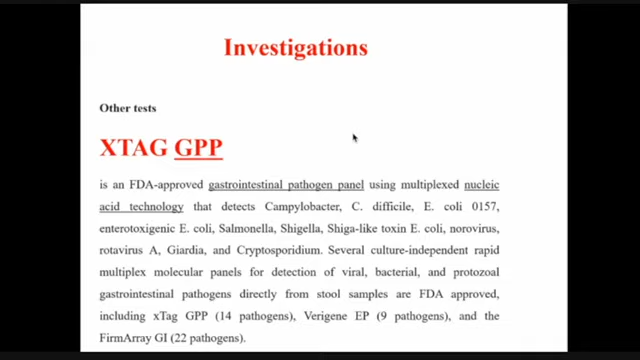 Investigations
Other tests
XTAG GPP
is an FDA-approved gastrointestinal pathogen panel using multiplexed nucleic
acid technology that detects Campylobacter, C. difficile, E. coli 0157,
enterotoxigenic E. coli, Salmonella, Shigella, Shiga-like toxin E. coli, norovirus,
rotavirus A, Giardia, and Cryptosporidium. Several culture-independent rapid
multiplex molecular panels for detection of viral, bacterial, and protozoal
gastrointestinal pathogens directly from stool samples are FDA approved,
including xTag GPP (14 pathogens), Verigene EP (9 pathogens), and the
FirmArray GI (22 pathogens).